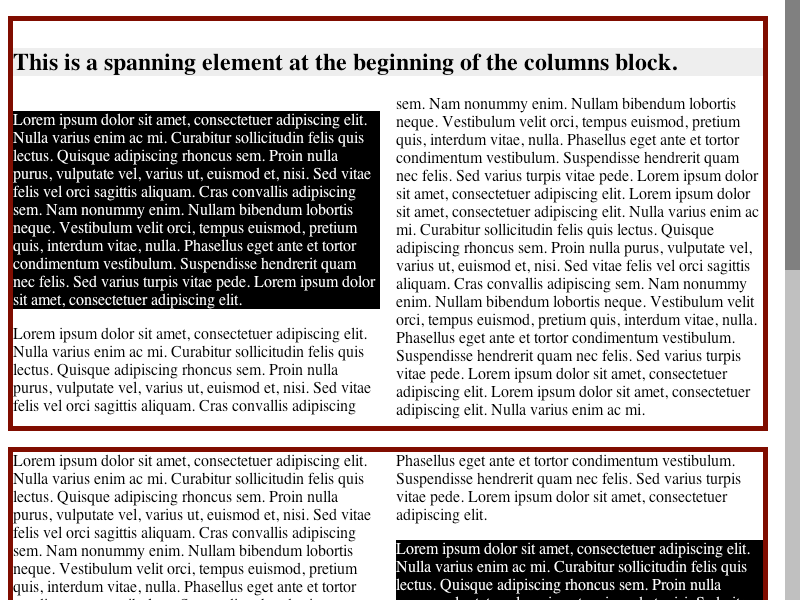 This is a spanning element at the beginning of the columns block.
Lorem ipsum dolor sit amet, consectetuer adipiscing elit.
Nulla varius enim ac mi. Curabitur sollicitudin felis quis
lectus. Quisque adipiscing rhoncus sem. Proin nulla
purus, vulputate vel, varius ut, euismod et, nisi. Sed vitae
felis vel orci sagittis aliquam. Cras convallis adipiscing
sem. Nam nonummy enim. Nullam bibendum lobortis
neque. Vestibulum velit orci, tempus euismod, pretium
quis, interdum vitae, nulla. Phasellus eget ante et tortor
condimentum vestibulum. Suspendisse hendrerit quam
nec felis. Sed varius turpis vitae pede. Lorem ipsum dolor
sit amet, consectetuer adipiscing elit.
Lorem ipsum dolor sit amet, consectetuer adipiscing elit.
Nulla varius enim ac mi. Curabitur sollicitudin felis quis
lectus. Quisque adipiscing rhoncus sem. Proin nulla
purus, vulputate vel, varius ut, euismod et, nisi. Sed vitae
felis vel orci sagittis aliquam. Cras convallis adipiscing
sem. Nam nonummy enim. Nullam bibendum lobortis
neque. Vestibulum velit orci, tempus euismod, pretium
quis, interdum vitae, nulla. Phasellus eget ante et tortor
condimentum vestibulum. Suspendisse hendrerit quam
nec felis. Sed varius turpis vitae pede. Lorem ipsum dolor
sit amet, consectetuer adipiscing elit. Lorem ipsum dolor
sit amet, consectetuer adipiscing elit. Nulla varius enim ac
mi. Curabitur sollicitudin felis quis lectus. Quisque
adipiscing rhoncus sem. Proin nulla purus, vulputate vel,
varius ut, euismod et, nisi. Sed vitae felis vel orci sagittis
aliquam. Cras convallis adipiscing sem. Nam nonummy
enim. Nullam bibendum lobortis neque. Vestibulum velit
orci, tempus euismod, pretium quis, interdum vitae, nulla.
Phasellus eget ante et tortor condimentum vestibulum.
Suspendisse hendrerit quam nec felis. Sed varius turpis
vitae pede. Lorem ipsum dolor sit amet, consectetuer
adipiscing elit. Lorem ipsum dolor sit amet, consectetuer
adipiscing elit. Nulla varius enim ac mi.
Lorem ipsum dolor sit amet, consectetuer adipiscing elit.
Nulla varius enim ac mi. Curabitur sollicitudin felis quis
lectus. Quisque adipiscing rhoncus sem. Proin nulla
purus, vulputate vel, varius ut, euismod et, nisi. Sed vitae
felis vel orci sagittis aliquam. Cras convallis adipiscing
sem. Nam nonummy enim. Nullam bibendum lobortis
neque. Vestibulum velit orci, tempus euismod, pretium
quis, interdum vitae, nulla. Phasellus eget ante et tortor
Phasellus eget ante et tortor condimentum vestibulum.
Suspendisse hendrerit quam nec felis. Sed varius turpis
vitae pede. Lorem ipsum dolor sit amet, consectetuer
adipiscing elit.
Lorem ipsum dolor sit amet, consectetuer adipiscing elit.
Nulla varius enim ac mi. Curabitur sollicitudin felis quis
lectus. Quisque adipiscing rhoncus sem. Proin nulla